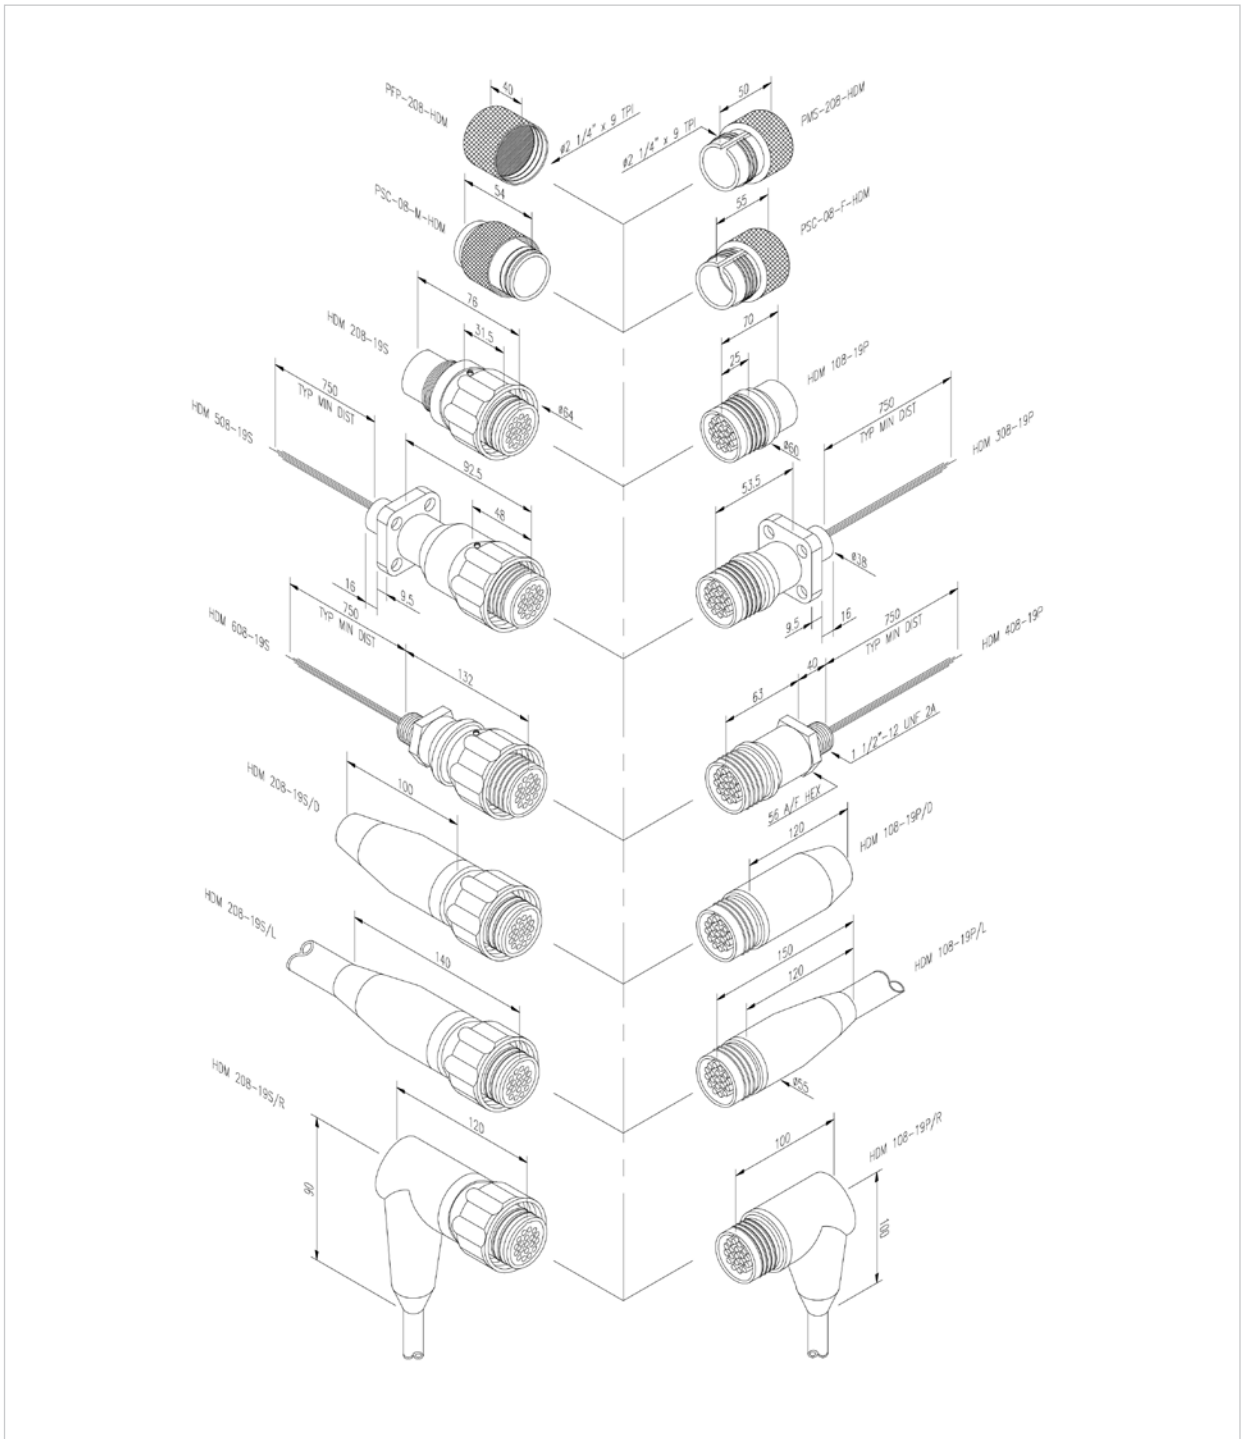 PFP-208-HDM
40
ø2 1/4" x 9 TPI
50
PMS-208-HDM
ø2 1/4" x 9 TPI
PSC-08-M-HDM
54
55
PSC-08-F-HDM
HDM 208-19S
76
31.5
ø64
70
25
HDM 108-19P
ø60
HDM 508-19S
750
TYP MIN DIST
92.5
48
16
9.5
750
TYP MIN DIST
HDM 308-19P
53.5
ø38
9.5
16
HDM 608-19S
750
TYP MIN DIST
132
750
TYP MIN DIST
HDM 408-19P
40
63
1 1/2"-12 UNF 2A
56 A/F HEX
HDM 208-19S/D
100
120
HDM 108-19P/D
HDM 208-19S/L
140
150
120
HDM 108-19P/L
ø55
HDM 208-19S/R
120
90
100
HDM 108-19P/R
100